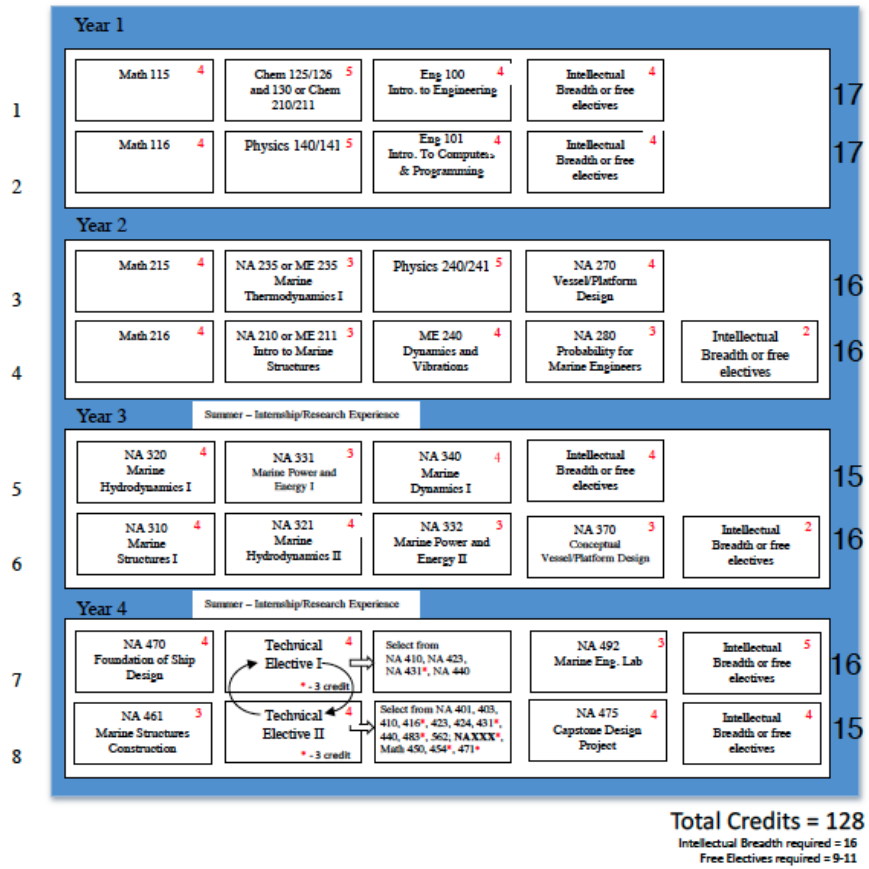 Year 1
1
Math 115 4
Chem 125/126 5
and 130 or Chem
210/211
Eng 100 4
Intro. to Engineering
Intellectual 4
Breadth or free
electives
17
2
Math 116 4
Physics 140/141 5
Eng 101 4
Intro. To Computers
& Programming
Intellectual 4
Breadth or free
electives
17
Year 2
3
Math 215 4
NA 235 or ME 235 3
Marine
Thermodynamics I
Physics 240/241 5
NA 270 4
Vessel/Platform
Design
16
4
Math 216 4
NA 210 or ME 211 3
Intro to Marine
Structures
ME 240 4
Dynamics and
Vibrations
NA 280 3
Probability for
Marine Engineers
Intellectual 2
Breadth or free
electives
16
Year 3
Summer – Internship/Research Experience
5
NA 320 4
Marine
Hydrodynamics I
NA 331 3
Marine Power and
Energy I
NA 340 4
Marine
Dynamics I
Intellectual 4
Breadth or free
electives
15
6
NA 310 4
Marine
Structures I
NA 321 4
Marine
Hydrodynamics II
NA 332 3
Marine Power and
Energy II
NA 370 3
Conceptual
Vessel/Platform Design
Intellectual 2
Breadth or free
electives
16
Year 4
Summer – Internship/Research Experience
7
NA 470 4
Foundation of Ship
Design
Technical 4
Elective I
* - 3 credit
Select from
NA 410, NA 423,
NA 431*, NA 440
NA 492 3
Marine Eng. Lab
Intellectual 5
Breadth or free
electives
16
8
NA 461 3
Marine Structures
Construction
Technical 4
Elective II
* - 3 credit
Select from NA 401, 403,
410, 416*, 423, 424, 431*,
440, 483*, 562; NAXXX*,
Math 450, 454*, 471*
NA 475 4
Capstone Design
Project
Intellectual 4
Breadth or free
electives
15
Total Credits = 128
Intellectual Breadth required = 16
Free Electives required = 9-11